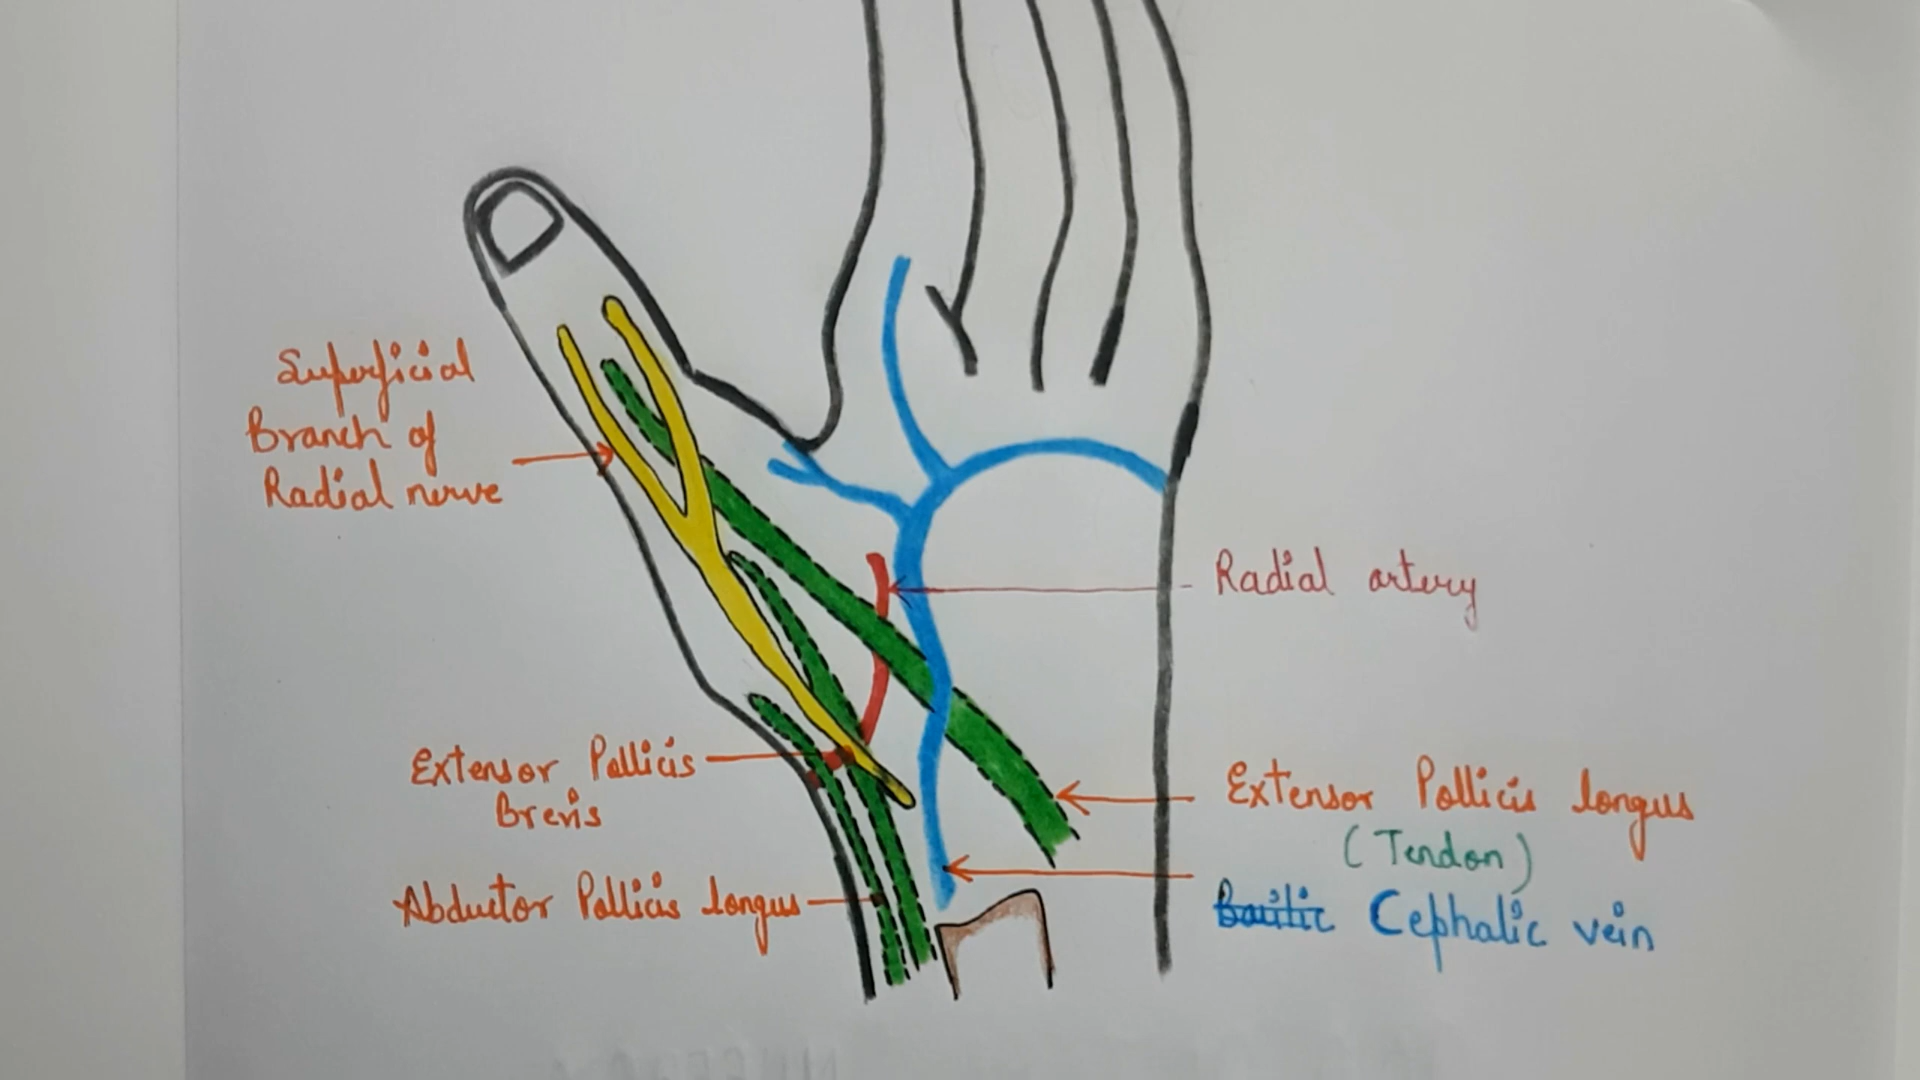 Superficial
Branch of
Radial nerve
Radial artery
Extensor Pollicis
Brevis
Extensor Pollicis longus
(Tendon)
Abductor Pollicis longus
Cephalic vein